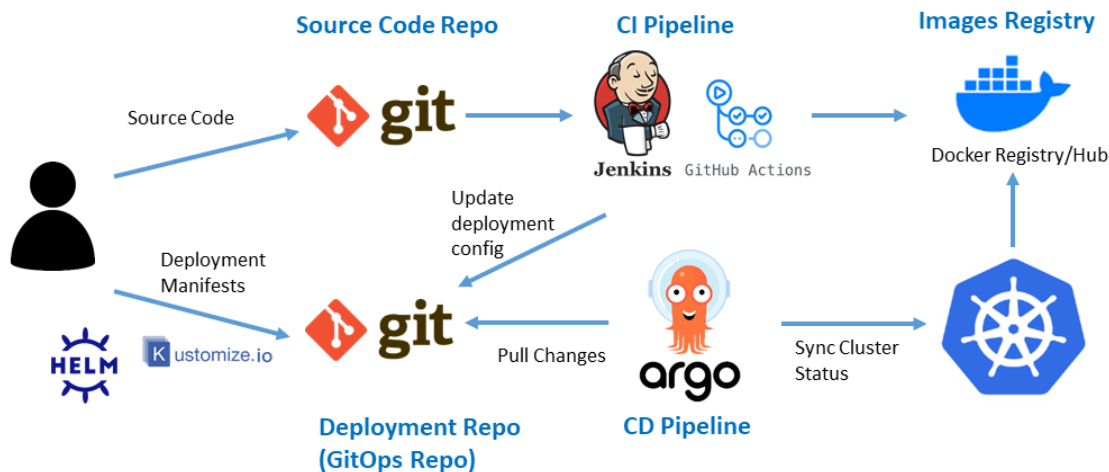 Source Code Repo
CI Pipeline
Images Registry
Source Code
git
Jenkins
GitHub Actions
Docker Registry/Hub
Update
deployment
config
Deployment
Manifests
HELM
Kustomize.io
git
Pull Changes
argo
Sync Cluster
Status
Deployment Repo
(GitOps Repo)
CD Pipeline